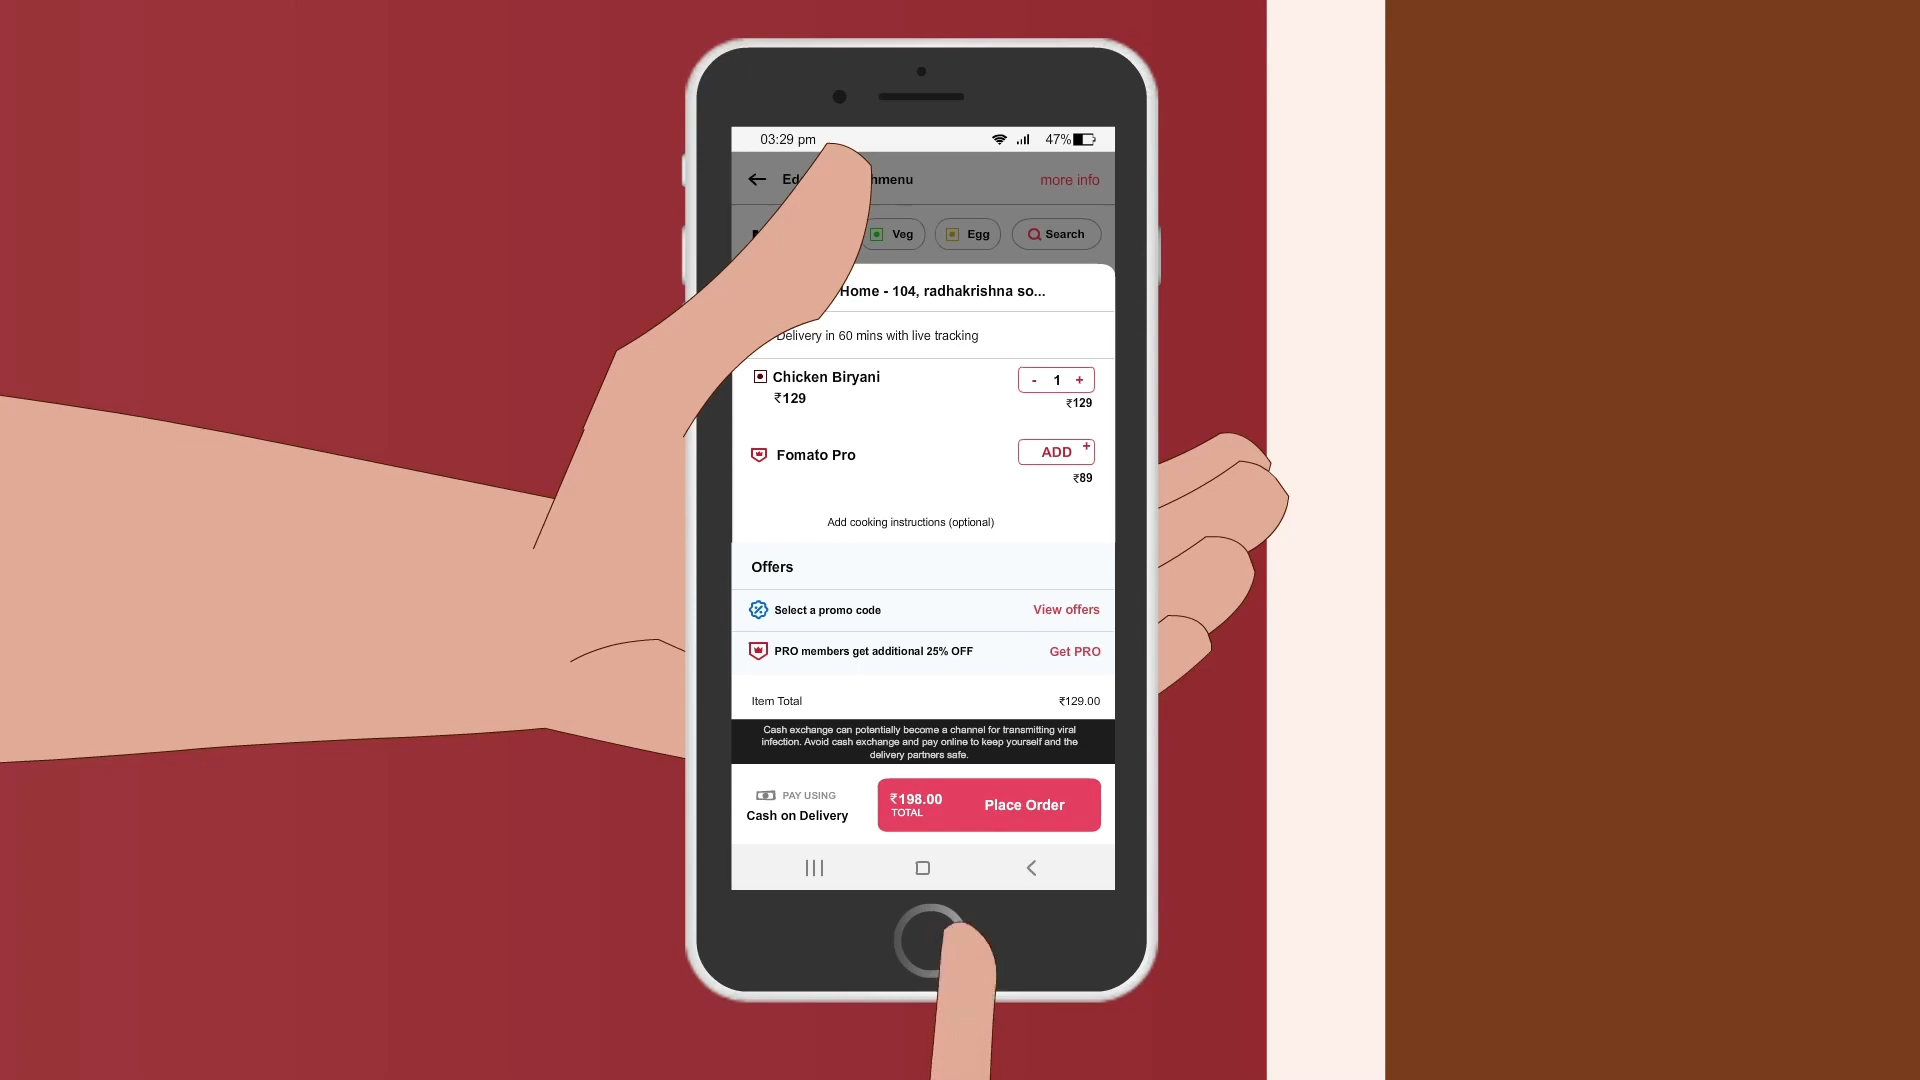 03:29 pm 47%
more info
Veg Egg Search
Home - 104, radhakrishna so...
Delivery in 60 mins with live tracking
Chicken Biryani - 1 +
₹129 ₹129
Fomato Pro ADD +
₹89
Add cooking instructions (optional)
Offers
Select a promo code View offers
PRO members get additional 25% OFF Get PRO
Item Total ₹129.00
Cash exchange can potentially become a channel for transmitting viral
infection. Avoid cash exchange and pay online to keep yourself and the
delivery partners safe.
PAY USING
Cash on Delivery
₹198.00
TOTAL
Place Order